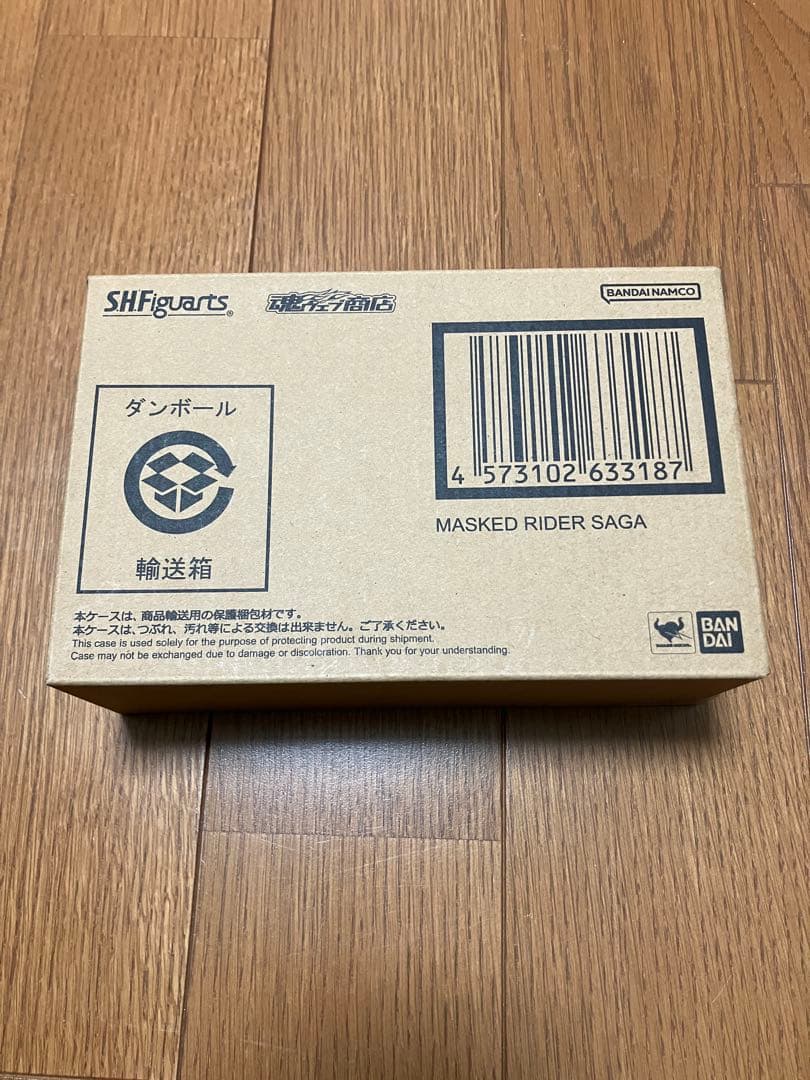 S.H.Figuarts®
魂ウェブ商店
BANDAI NAMCO
ダンボール
輸送箱
4 573102 633187
MASKED RIDER SAGA
本ケースは、商品輸送用の保護梱包材です。
本ケースは、つぶれ、汚れ等による交換は出来ません。ご了承ください。
This case is used solely for the purpose of protecting product during shipment.
Case may not be exchanged due to damage or discoloration. Thank you for your understanding.
BAN
DAI